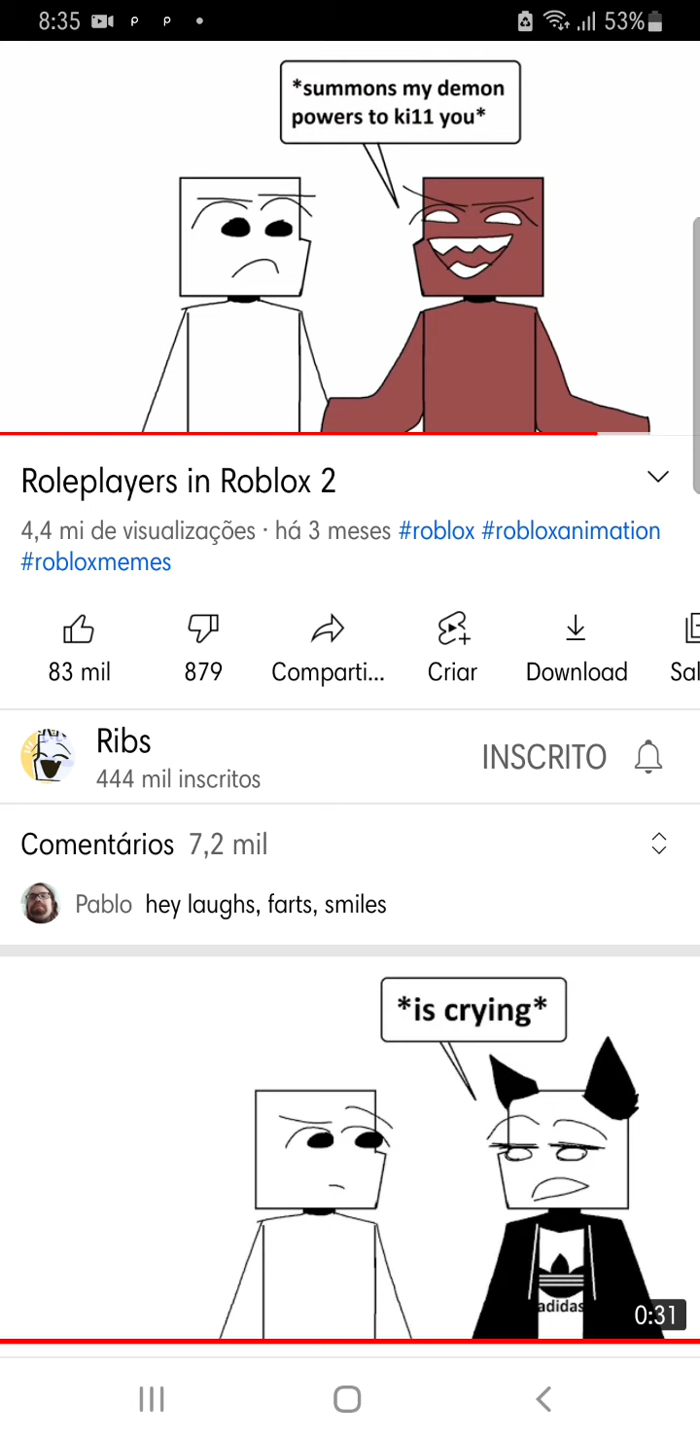 8:35 P P 53%
*summons my demon
powers to ki11 you*
Roleplayers in Roblox 2
4,4 mi de visualizações · há 3 meses #roblox #robloxanimation
#robloxmemes
83 mil 879 Comparti... Criar Download Sal
Ribs
444 mil inscritos
INSCRITO
Comentários 7,2 mil
Pablo hey laughs, farts, smiles
*is crying*
adidas
0:31